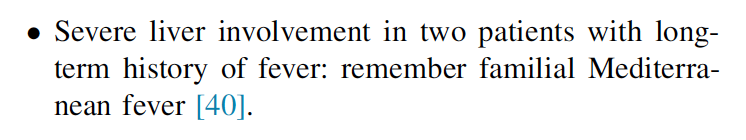 • Severe liver involvement in two patients with long-
term history of fever: remember familial Mediterra-
nean fever [40].